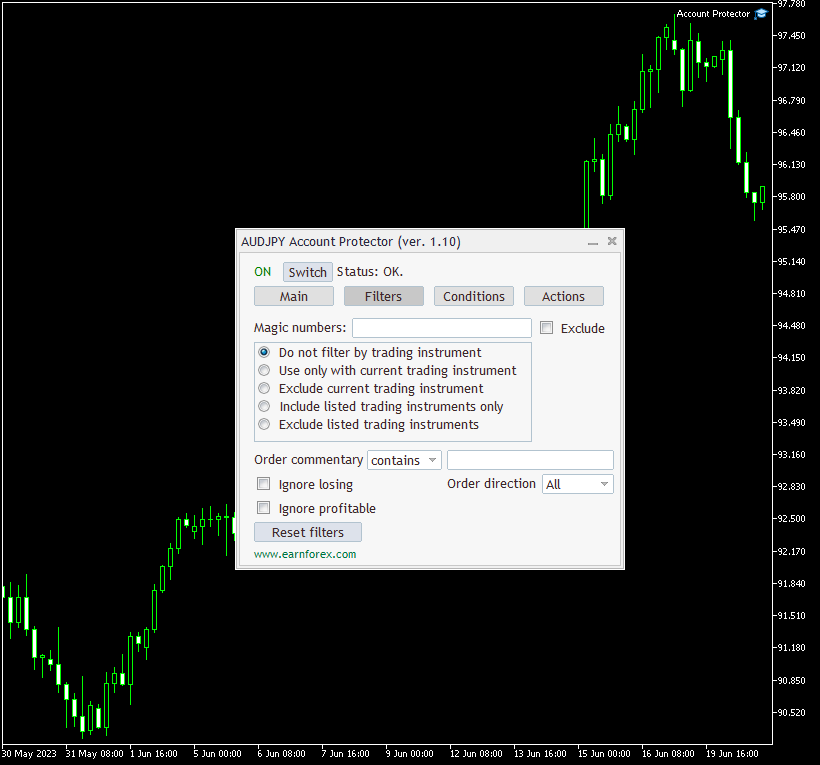 97.780
Account Protector
97.450
97.120
96.790
96.460
96.130
95.800
95.470
95.140
94.810
94.480
94.150
93.820
93.490
93.160
92.830
92.500
92.170
91.840
91.510
91.180
90.850
90.520
AUDJPY Account Protector (ver. 1.10)
ON Switch Status: OK.
Main Filters Conditions Actions
Magic numbers: Exclude
Do not filter by trading instrument
Use only with current trading instrument
Exclude current trading instrument
Include listed trading instruments only
Exclude listed trading instruments
Order commentary contains
Ignore losing Order direction All
Ignore profitable
Reset filters
www.earnforex.com
30 May 2023 31 May 08:00 1 Jun 16:00 5 Jun 00:00 6 Jun 08:00 7 Jun 16:00 9 Jun 00:00 12 Jun 08:00 13 Jun 16:00 15 Jun 00:00 16 Jun 08:00 19 Jun 16:00